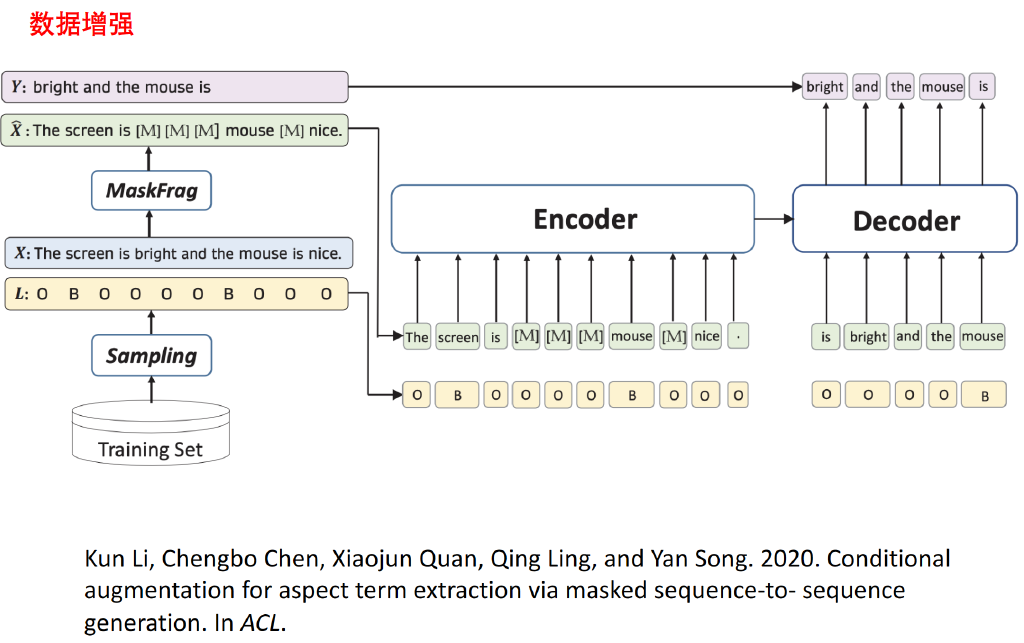 数据增强
Y: bright and the mouse is
X̂: The screen is [M] [M] [M] mouse [M] nice.
MaskFrag
X: The screen is bright and the mouse is nice.
L: O B O O O O B O O O
Sampling
Training Set
bright and the mouse is
Encoder
Decoder
The screen is [M] [M] [M] mouse [M] nice .
is bright and the mouse
O B O O O O B O O O
O O O O B
Kun Li, Chengbo Chen, Xiaojun Quan, Qing Ling, and Yan Song. 2020. Conditional
augmentation for aspect term extraction via masked sequence-to- sequence
generation. In ACL.